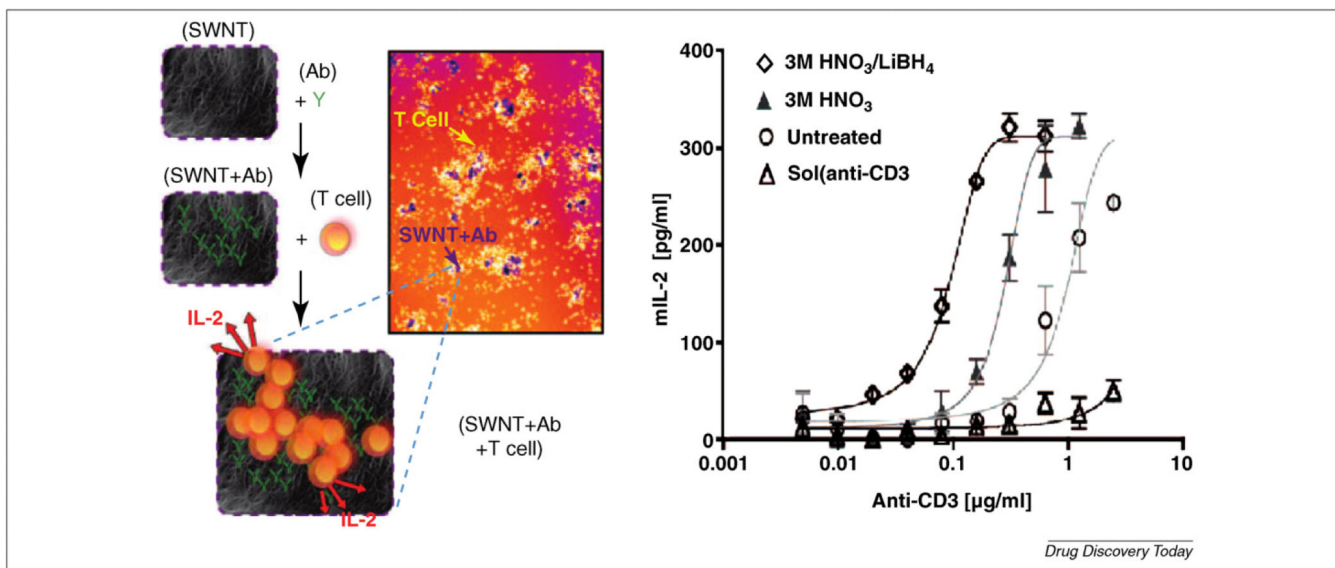 (SWNT)
(Ab)
+ Y
(SWNT+Ab)
(T cell)
+
IL-2
IL-2
(SWNT+Ab
+T cell)
T Cell
SWNT+Ab
400
300
200
100
0
mIL-2 [pg/ml]
3M HNO₃/LiBH₄
3M HNO₃
Untreated
Sol(anti-CD3
0.001
0.01
0.1
1
10
Anti-CD3 [µg/ml]
Drug Discovery Today